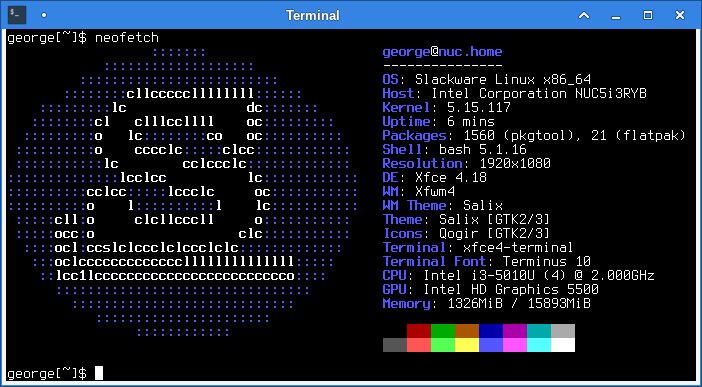 Terminal
george[~]$ neofetch
:::::::
:::::::::::::::::::
:::::::::::::::::::::::::
::::::::cllcccccllllllll::::::
:::::::::lc               dc:::::::
::::::::cl   clllccllll    oc:::::::::
:::::::::o   lc::::::::co   oc::::::::::
::::::::::o    cccclc:::::clcc::::::::::::
:::::::::::lc        cclccclc:::::::::::::
::::::::::::::lcclcc          lc::::::::::::
::::::::::cclcc:::::lccclc     oc:::::::::::
::::::::::o    l::::::::::l    lc:::::::::::
:::::cll:o     clcllcccll     o:::::::::::
:::::occ:o                  clc:::::::::::
::::ocl:ccslclccclclccclclc:::::::::::::
:::oclcccccccccccccllllllllllllll:::::
::lcc1lcccccccccccccccccccccccco::::
::::::::::::::::::::::::::::::::
::::::::::::::::::::::::::::
::::::::::::::::::::::
::::::::::::
george@nuc.home
---------------
OS: Slackware Linux x86_64
Host: Intel Corporation NUC5i3RYB
Kernel: 5.15.117
Uptime: 6 mins
Packages: 1560 (pkgtool), 21 (flatpak)
Shell: bash 5.1.16
Resolution: 1920x1080
DE: Xfce 4.18
WM: Xfwm4
WM Theme: Salix
Theme: Salix [GTK2/3]
Icons: Qogir [GTK2/3]
Terminal: xfce4-terminal
Terminal Font: Terminus 10
CPU: Intel i3-5010U (4) @ 2.000GHz
GPU: Intel HD Graphics 5500
Memory: 1326MiB / 15893MiB
george[~]$